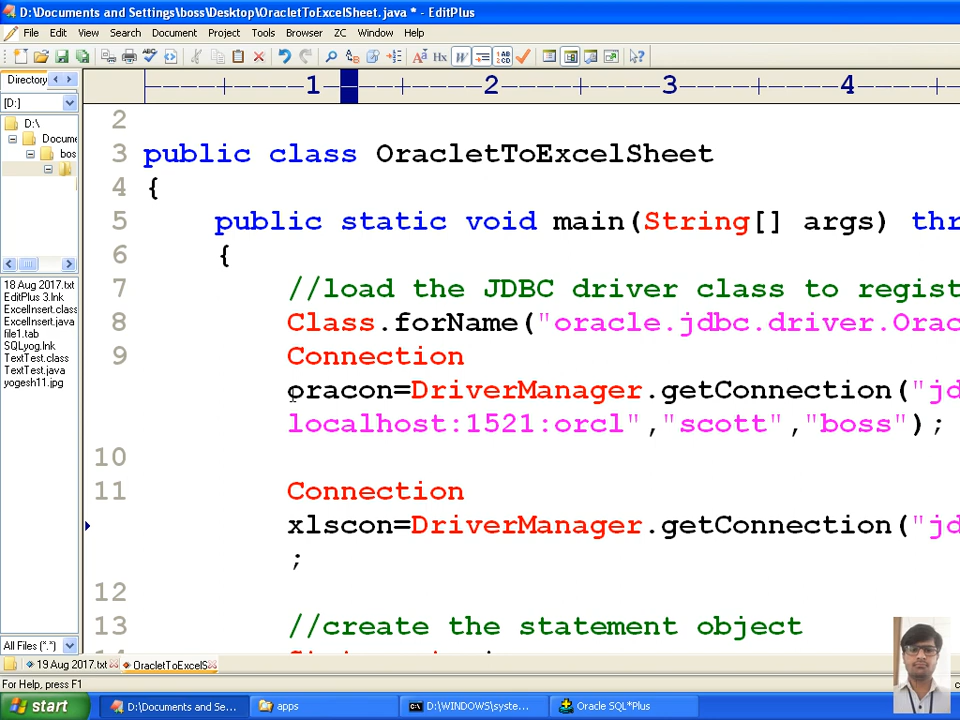 D:\Documents and Settings\boss\Desktop\OracletToExcelSheet.java * - EditPlus
File Edit View Search Document Project Tools Browser ZC Window Help
Directory
[D:]
D:\
Docume
bos
18 Aug 2017.txt
EditPlus 3.lnk
ExcelInsert.class
ExcelInsert.java
file1.tab
SQLyog.lnk
TextTest.class
TextTest.java
yogesh11.jpg
All Files (*.*)
1 2 3 4
2
3 public class OracletToExcelSheet
4 {
5 public static void main(String[] args) thr
6 {
7 //load the JDBC driver class to regist
8 Class.forName("oracle.jdbc.driver.Orac
9 Connection
oracon=DriverManager.getConnection("jd
localhost:1521:orcl","scott","boss");
10
11 Connection
xlscon=DriverManager.getConnection("jd
;
12
13 //create the statement object
19 Aug 2017.txt OracletToExcelS
For Help, press F1
start D:\Documents and Se... apps D:\WINDOWS\syste... Oracle SQL*Plus